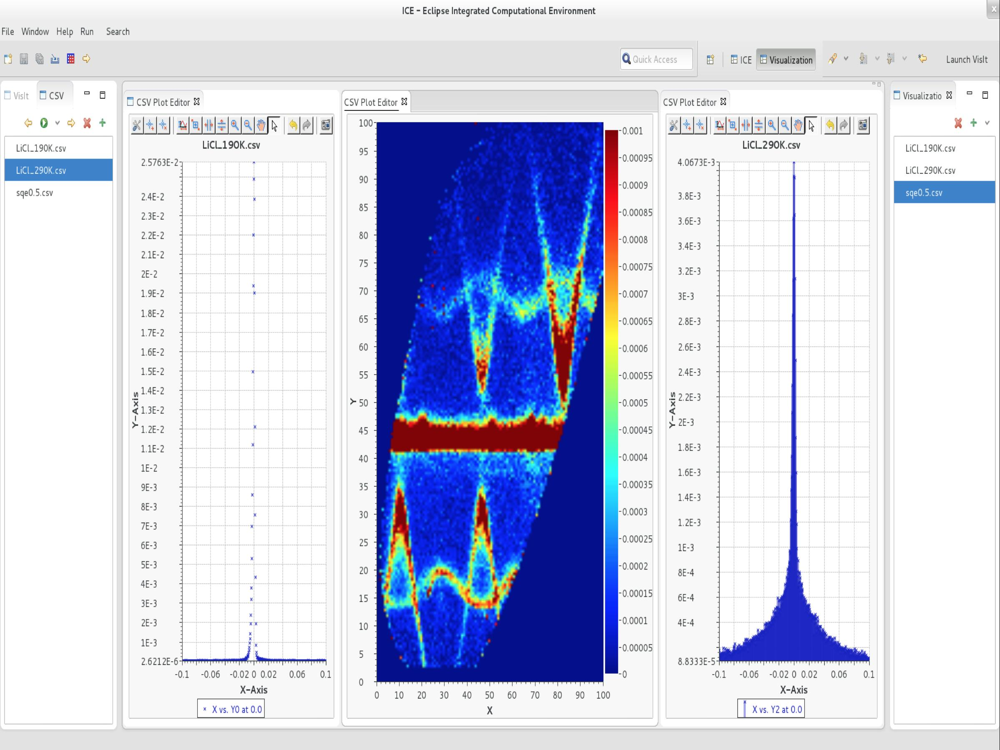 ICE - Eclipse Integrated Computational Environment
File Window Help Run Search
Quick Access
ICE
Visualization
Launch VisIt
VisIt
CSV
LiCl_190K.csv
LiCl_290K.csv
sqe0.5.csv
CSV Plot Editor
LiCl_190K.csv
2.5763E-2
2.4E-2
2.3E-2
2.2E-2
2.1E-2
2E-2
1.9E-2
1.8E-2
1.7E-2
1.6E-2
1.5E-2
1.4E-2
1.3E-2
1.2E-2
1.1E-2
1E-2
9E-3
8E-3
7E-3
6E-3
5E-3
4E-3
3E-3
2E-3
1E-3
2.6212E-6
Y-Axis
-0.1 -0.06 -0.02 0 0.02 0.06 0.1
X-Axis
X vs. Y0 at 0.0
CSV Plot Editor
100
95
90
85
80
75
70
65
60
55
50
45
40
35
30
25
20
15
10
5
0
Y
0 10 20 30 40 50 60 70 80 90 100
X
0.001
0.00095
0.0009
0.00085
0.0008
0.00075
0.0007
0.00065
0.0006
0.00055
0.0005
0.00045
0.0004
0.00035
0.0003
0.00025
0.0002
0.00015
0.0001
0.00005
0
CSV Plot Editor
LiCl_290K.csv
4.0673E-3
3.8E-3
3.6E-3
3.4E-3
3.2E-3
3E-3
2.8E-3
2.6E-3
2.4E-3
2.2E-3
2E-3
1.8E-3
1.6E-3
1.4E-3
1.2E-3
1E-3
8E-4
6E-4
4E-4
8.8333E-5
Y-Axis
-0.1 -0.06 -0.02 0 0.02 0.06 0.1
X-Axis
X vs. Y2 at 0.0
Visualizatio
LiCl_190K.csv
LiCl_290K.csv
sqe0.5.csv